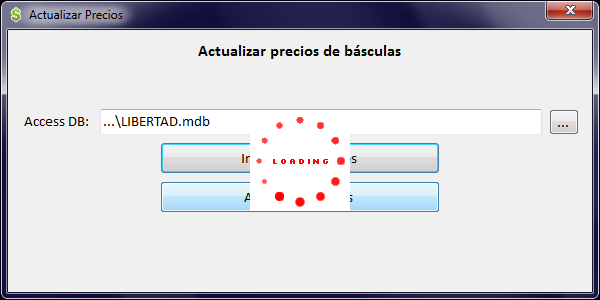 Actualizar Precios
Actualizar precios de básculas
Access DB:
...\LIBERTAD.mdb
...
LOADING